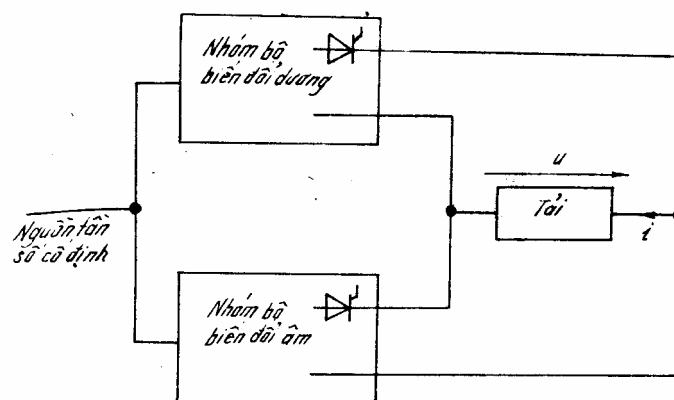 Nhóm bộ
biến đổi dương
u
Tải
i
Nguồn tần
số cố định
Nhóm bộ
biến đổi âm